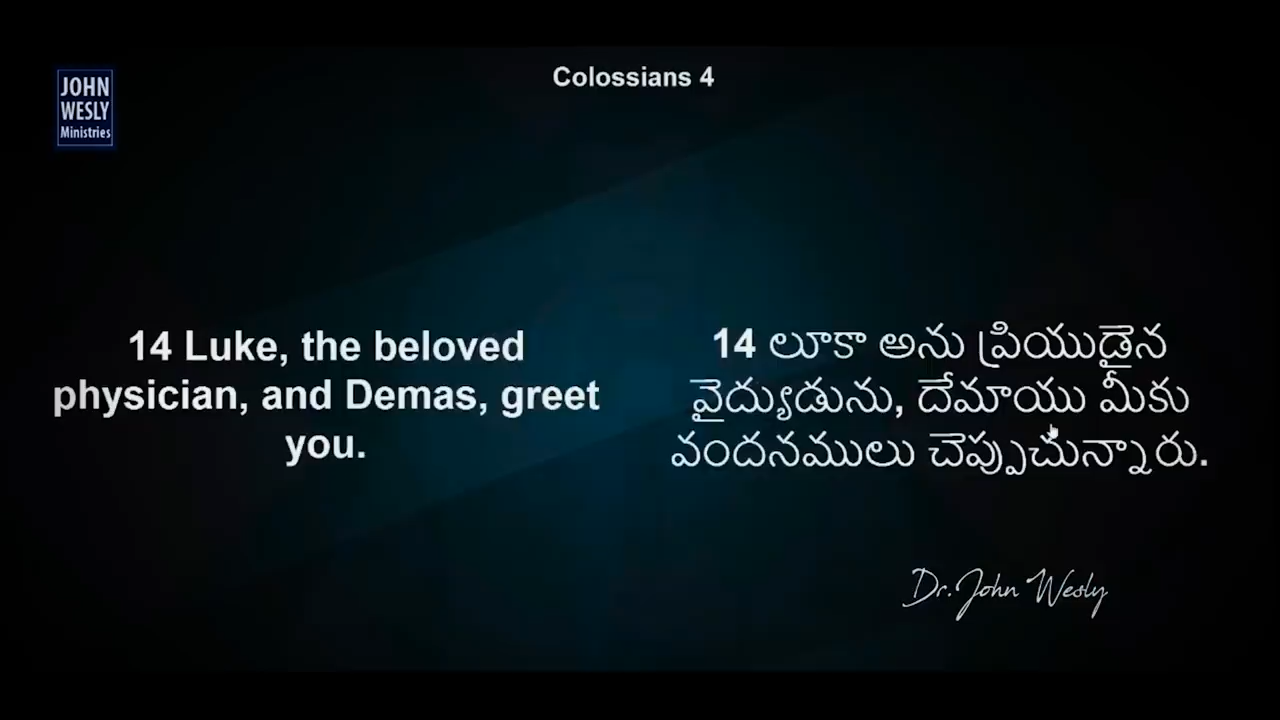 JOHN
WESLY
Ministries
Colossians 4
14 Luke, the beloved
physician, and Demas, greet
you.
14 లూకా అను ప్రియుడైన
వైద్యుడును, దేమాయు మీకు
వందనములు చెప్పుచున్నారు.
Dr. John Wesly